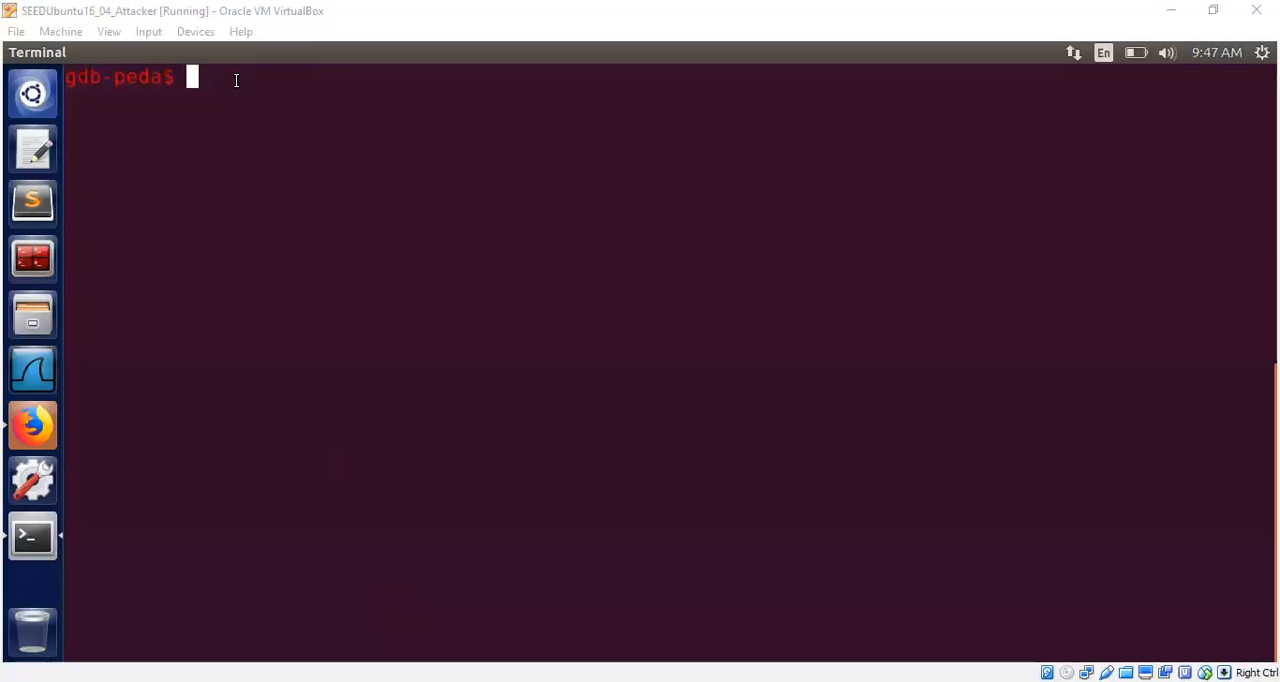 SEEDUbuntu16_04_Attacker [Running] - Oracle VM VirtualBox
File Machine View Input Devices Help
Terminal En 9:47 AM
gdb-peda$
S
>_
Right Ctrl